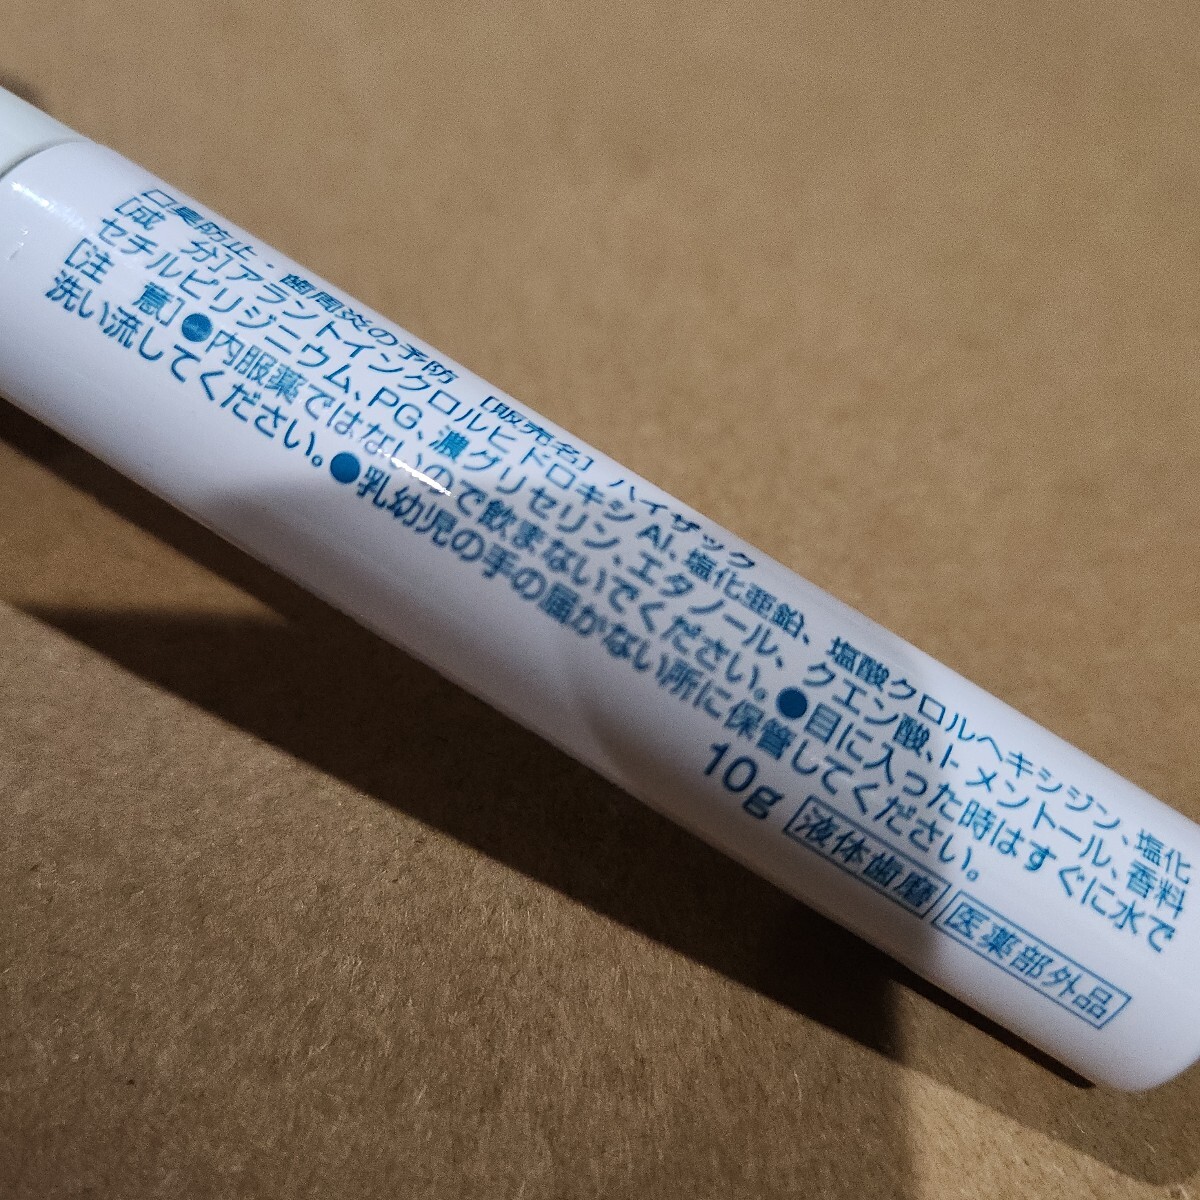 口臭防止・歯周炎の予防 [販売名] ハイザック
[成 分]アラントインクロルヒドロキシAl、塩化亜鉛、塩酸クロルヘキシジン、塩化
セチルピリジニウム、PG、濃グリセリン、エタノール、クエン酸、l-メントール、香料
[注 意]●内服薬ではないので飲まないでください。●目に入った時はすぐに水で
洗い流してください。●乳幼児の手の届かない所に保管してください。
10g 液体歯磨 医薬部外品